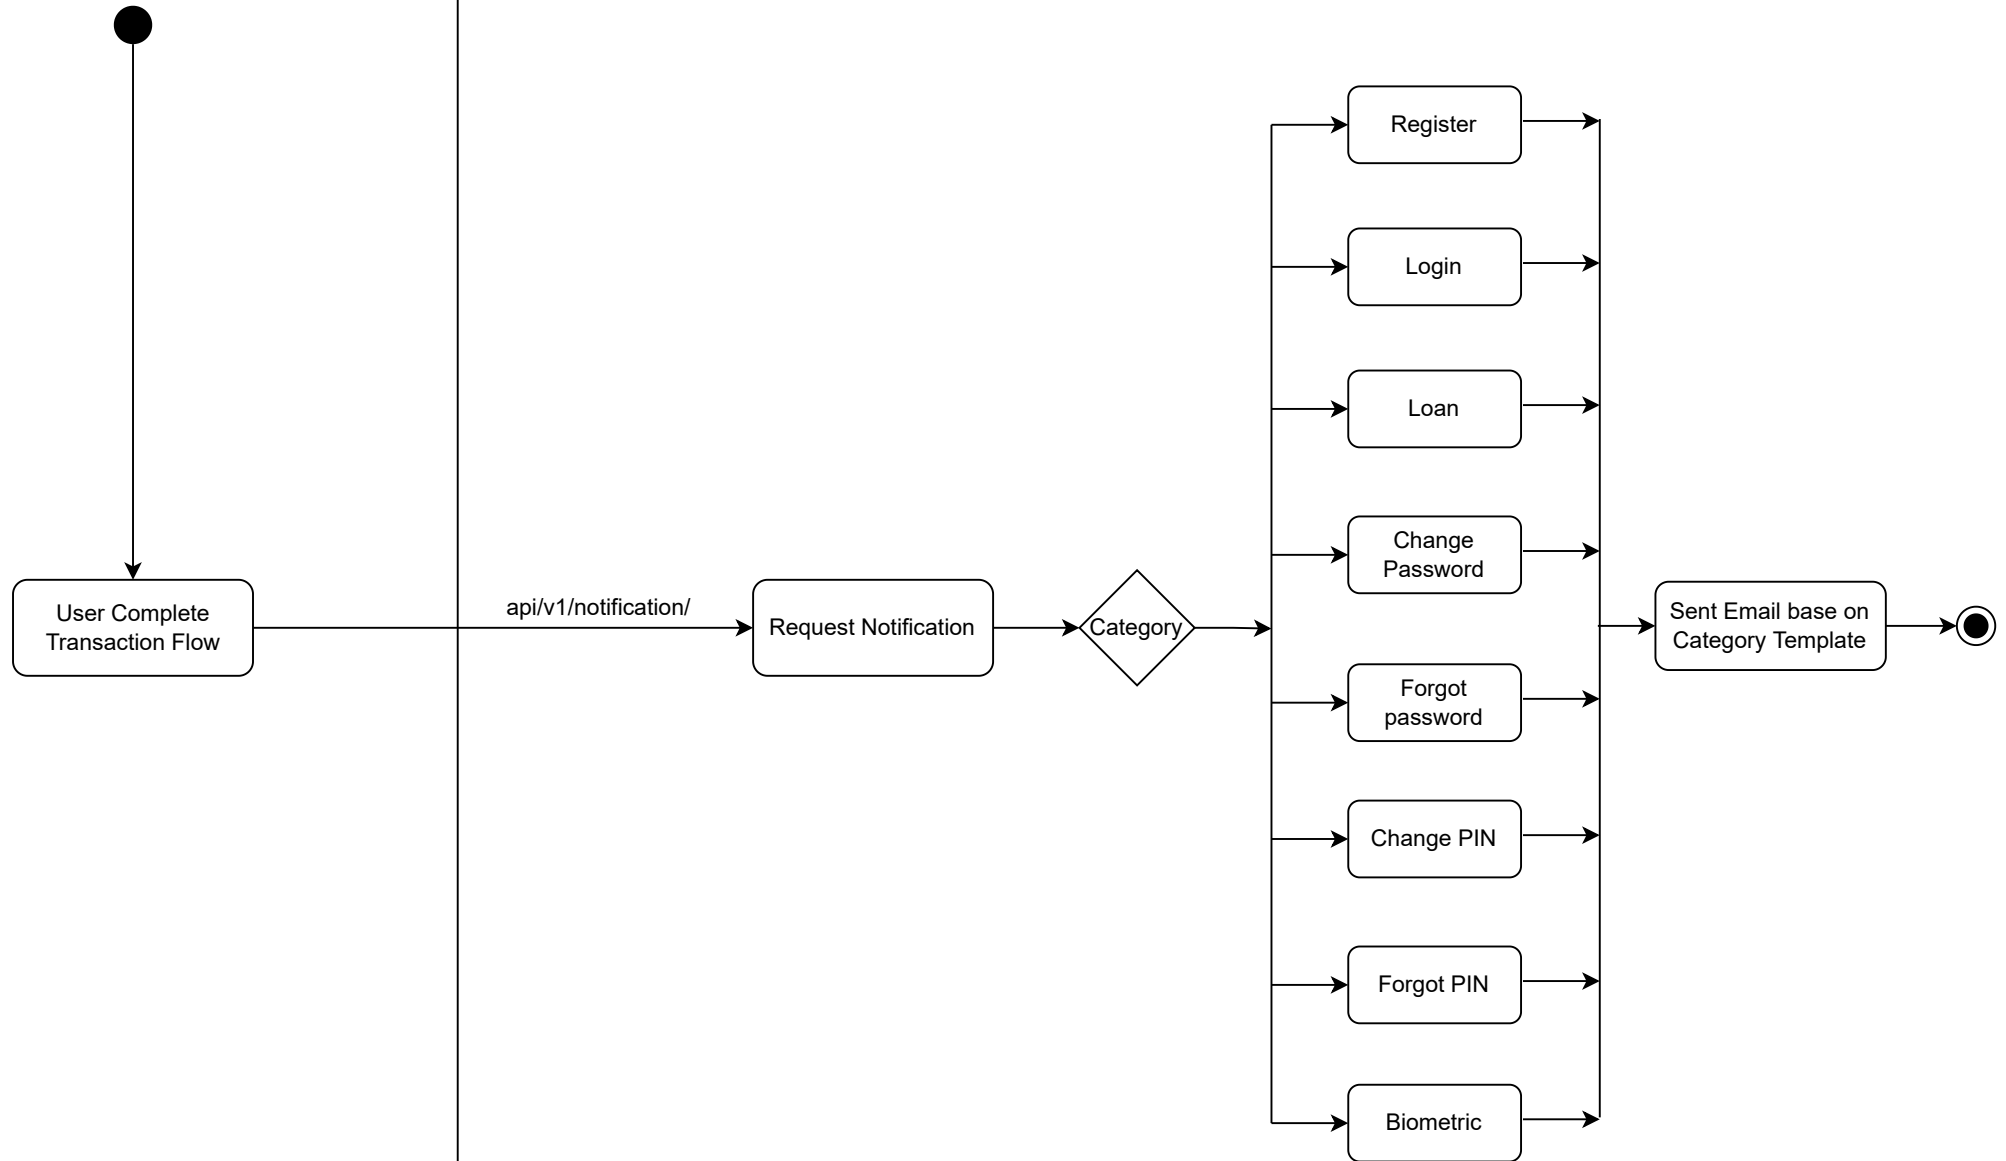 User Complete
Transaction Flow
api/v1/notification/
Request Notification
Category
Register
Login
Loan
Change
Password
Forgot
password
Change PIN
Forgot PIN
Biometric
Sent Email base on
Category Template